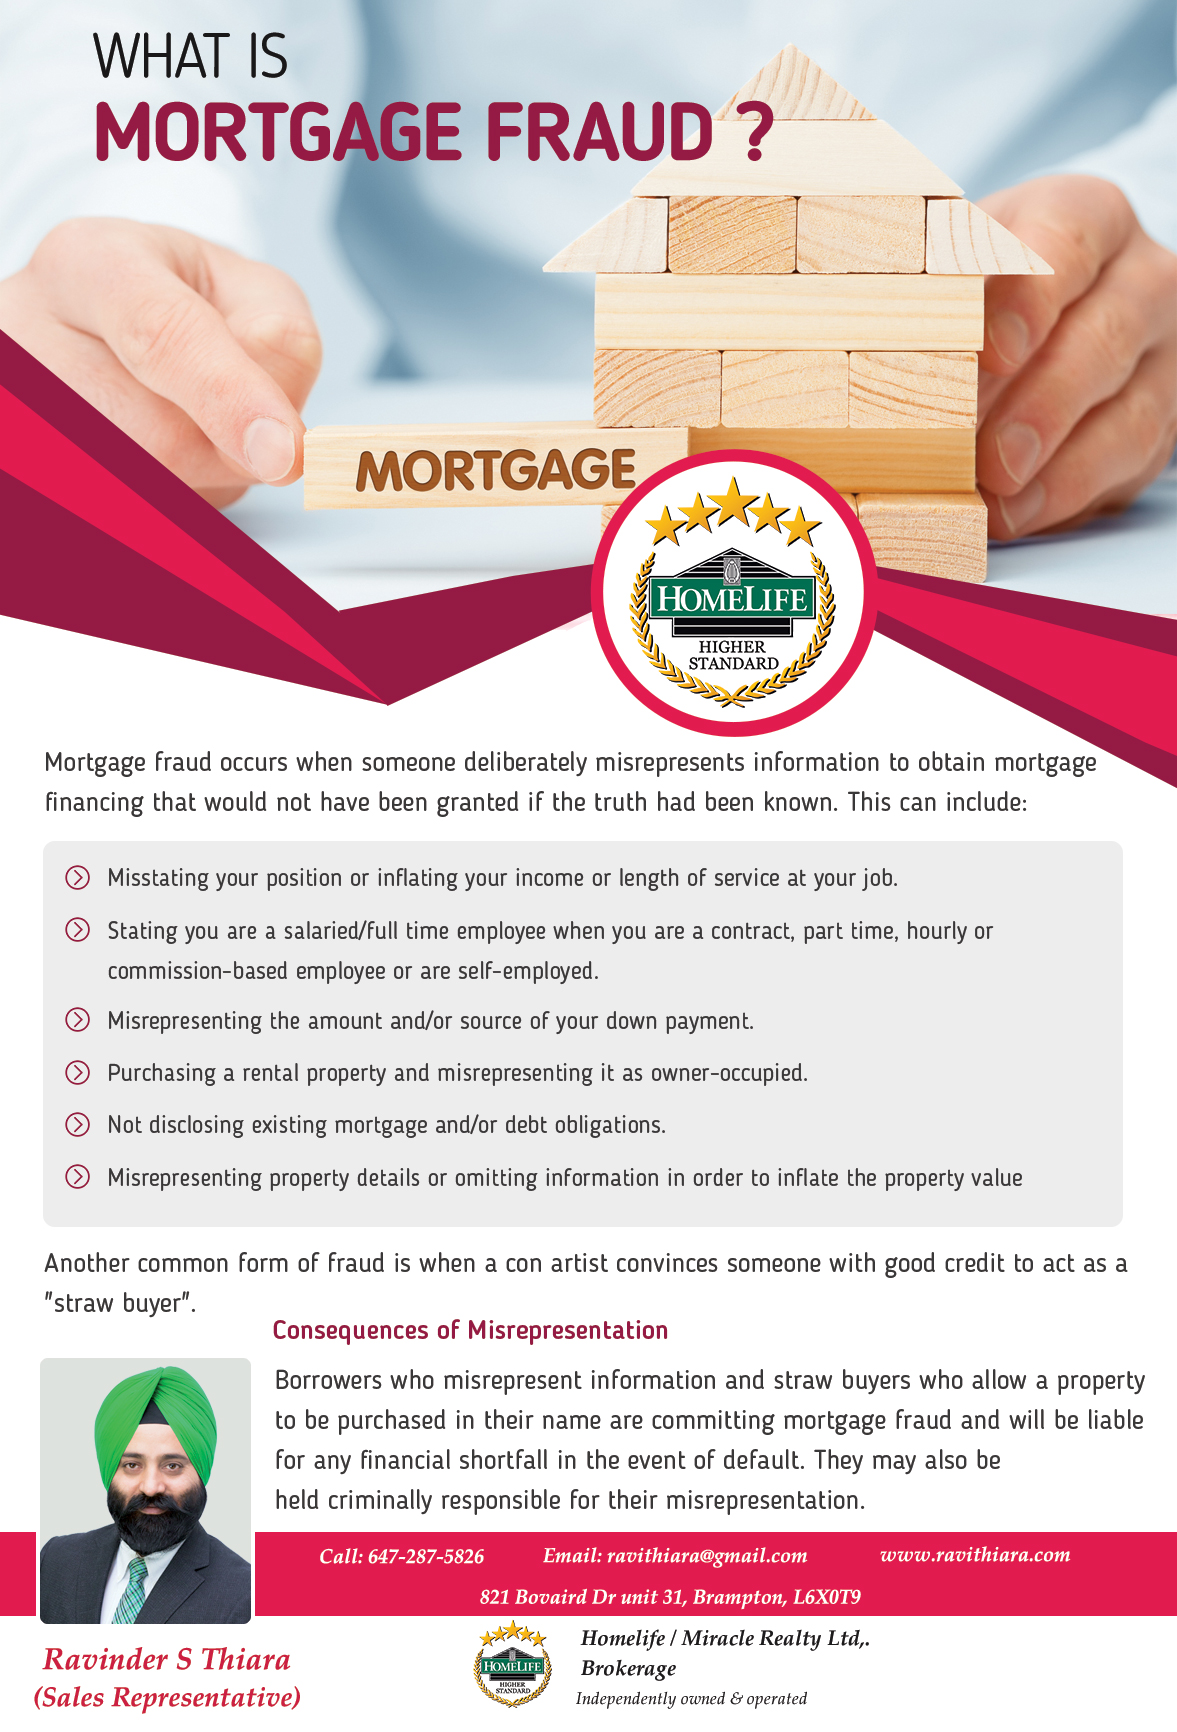 WHAT IS
MORTGAGE FRAUD ?
MORTGAGE
HOMELIFE
HIGHER
STANDARD
Mortgage fraud occurs when someone deliberately misrepresents information to obtain mortgage
financing that would not have been granted if the truth had been known. This can include:
Misstating your position or inflating your income or length of service at your job.
Stating you are a salaried/full time employee when you are a contract, part time, hourly or
commission-based employee or are self-employed.
Misrepresenting the amount and/or source of your down payment.
Purchasing a rental property and misrepresenting it as owner-occupied.
Not disclosing existing mortgage and/or debt obligations.
Misrepresenting property details or omitting information in order to inflate the property value
Another common form of fraud is when a con artist convinces someone with good credit to act as a
"straw buyer".
Consequences of Misrepresentation
Borrowers who misrepresent information and straw buyers who allow a property
to be purchased in their name are committing mortgage fraud and will be liable
for any financial shortfall in the event of default. They may also be
held criminally responsible for their misrepresentation.
Call: 647-287-5826 Email: ravithiara@gmail.com www.ravithiara.com
821 Bovaird Dr unit 31, Brampton, L6X0T9
Ravinder S Thiara
(Sales Representative)
HOMELIFE
HIGHER
STANDARD
Homelife / Miracle Realty Ltd,.
Brokerage
Independently owned & operated